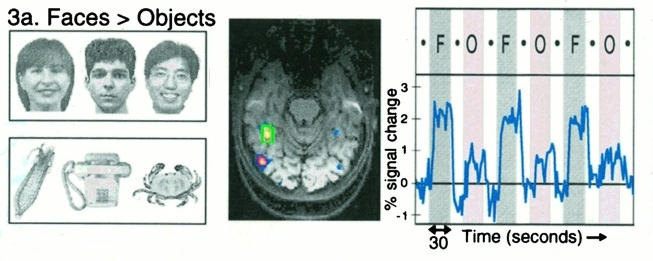 3a. Faces > Objects
· F · O · F · O · F · O ·
% signal change
3
2
1
0
-1
30
Time (seconds) →